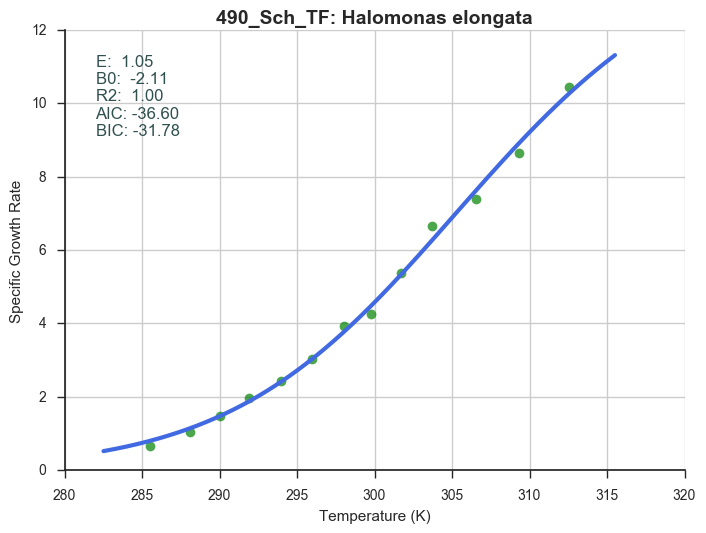 490_Sch_TF: Halomonas elongata
E:  1.05
B0:  -2.11
R2:  1.00
AIC: -36.60
BIC: -31.78
Specific Growth Rate
12
10
8
6
4
2
0
280 285 290 295 300 305 310 315 320
Temperature (K)